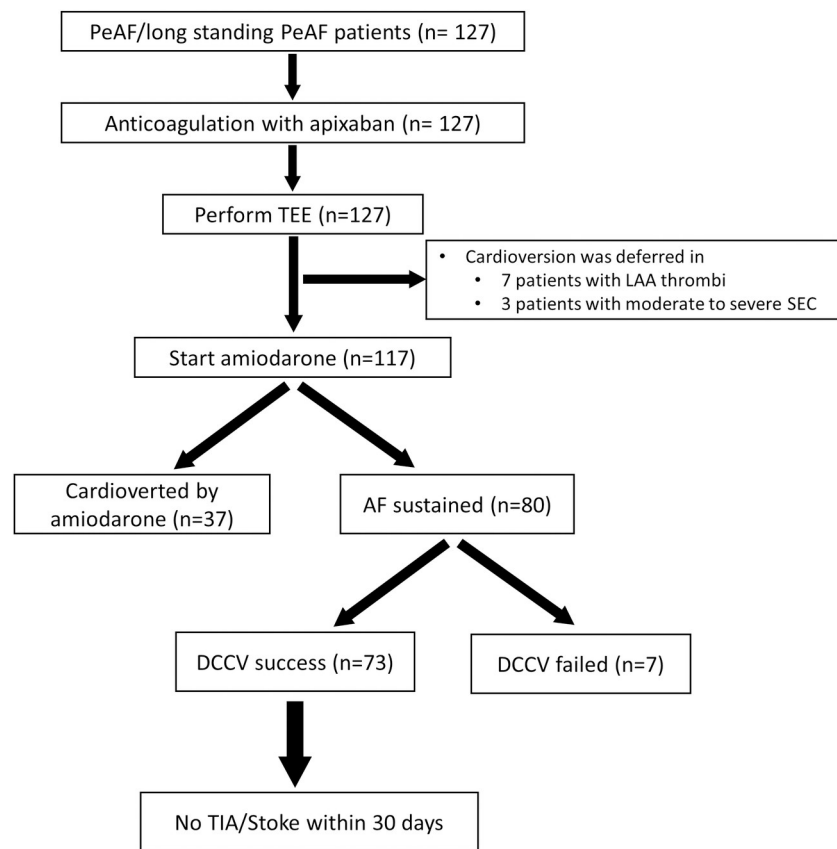 PeAF/long standing PeAF patients (n= 127)
Anticoagulation with apixaban (n= 127)
Perform TEE (n=127)
• Cardioversion was deferred in
• 7 patients with LAA thrombi
• 3 patients with moderate to severe SEC
Start amiodarone (n=117)
Cardioverted by
amiodarone (n=37)
AF sustained (n=80)
DCCV success (n=73)
DCCV failed (n=7)
No TIA/Stoke within 30 days